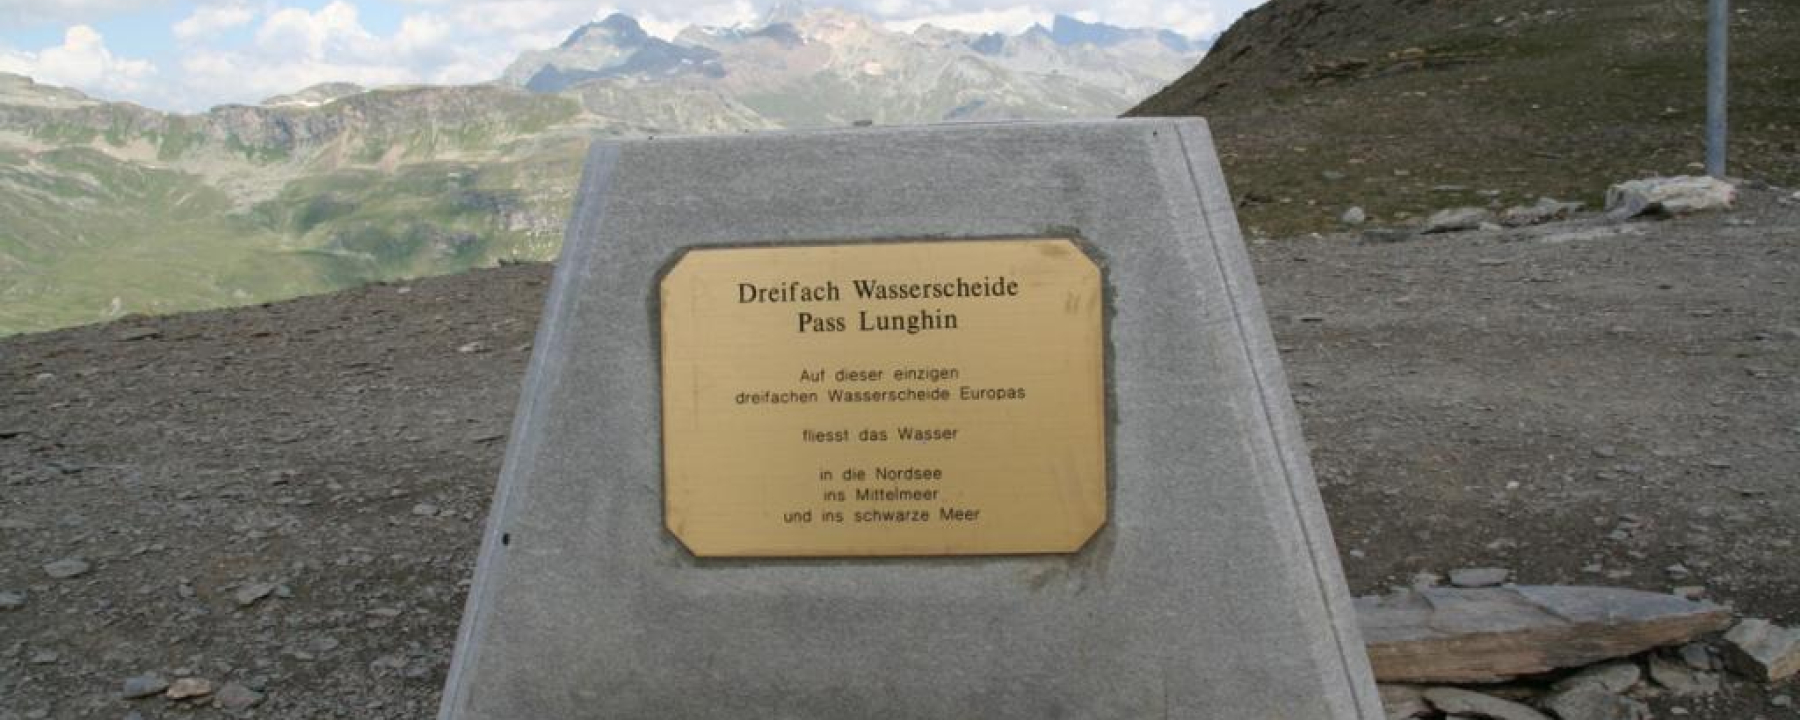 Dreifach Wasserscheide
Pass Lunghin
Auf dieser einzigen
dreifachen Wasserscheide Europas
fliesst das Wasser
in die Nordsee
ins Mittelmeer
und ins schwarze Meer